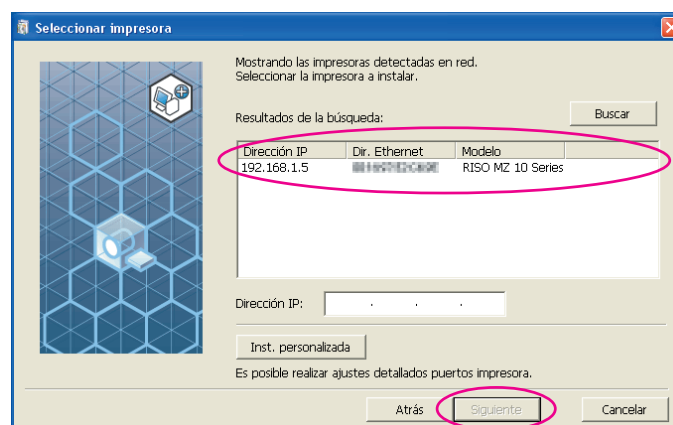 Seleccionar impresora
Mostrando las impresoras detectadas en red.
Seleccionar la impresora a instalar.
Resultados de la búsqueda:
Buscar
Dirección IP Dir. Ethernet Modelo
192.168.1.5 RISO MZ 10 Series
Dirección IP: . . .
Inst. personalizada
Es posible realizar ajustes detallados puertos impresora.
Atrás Siguiente Cancelar